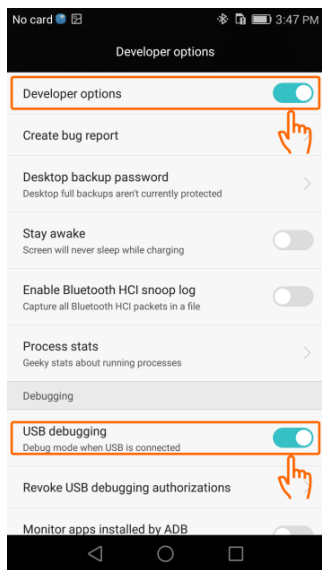 No card 3:47 PM
Developer options
Developer options
Create bug report
Desktop backup password
Desktop full backups aren't currently protected
Stay awake
Screen will never sleep while charging
Enable Bluetooth HCI snoop log
Capture all Bluetooth HCI packets in a file
Process stats
Geeky stats about running processes
Debugging
USB debugging
Debug mode when USB is connected
Revoke USB debugging authorizations
Monitor apps installed by ADB